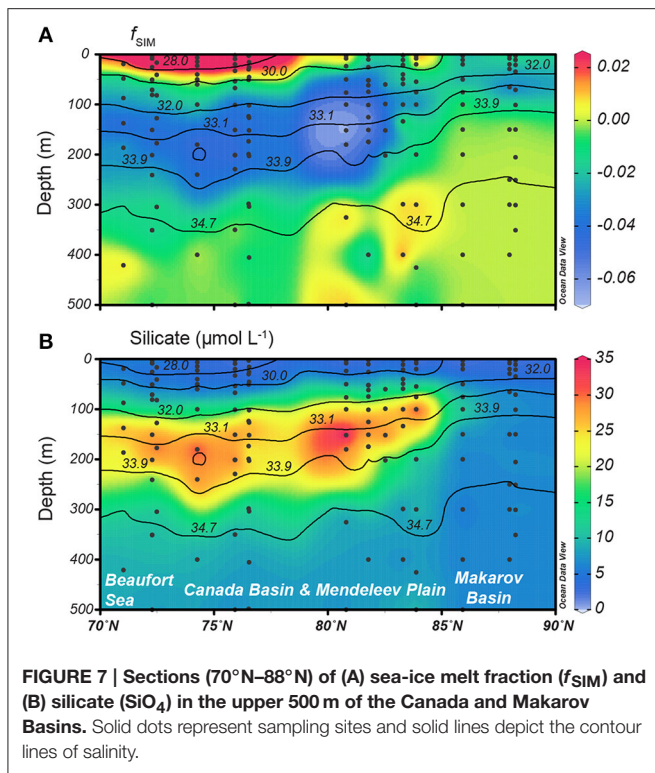 A
f_SIM
0
28.0
30.0
32.0
100
32.0
33.1
33.1
33.9
200
33.9
33.9
Depth (m)
300
34.7
34.7
400
500
0.02
0.00
-0.02
-0.04
-0.06
Ocean Data View
B
Silicate (μmol L-1)
0
28.0
30.0
32.0
100
32.0
33.1
33.1
33.9
200
33.9
33.9
Depth (m)
300
34.7
34.7
400
500
35
30
25
20
15
10
5
0
Ocean Data View
Beaufort
Sea
Canada Basin & Mendeleev Plain
Makarov
Basin
70°N
75°N
80°N
85°N
90°N
FIGURE 7 | Sections (70°N–88°N) of (A) sea-ice melt fraction (fSIM) and
(B) silicate (SiO4) in the upper 500 m of the Canada and Makarov
Basins. Solid dots represent sampling sites and solid lines depict the contour
lines of salinity.